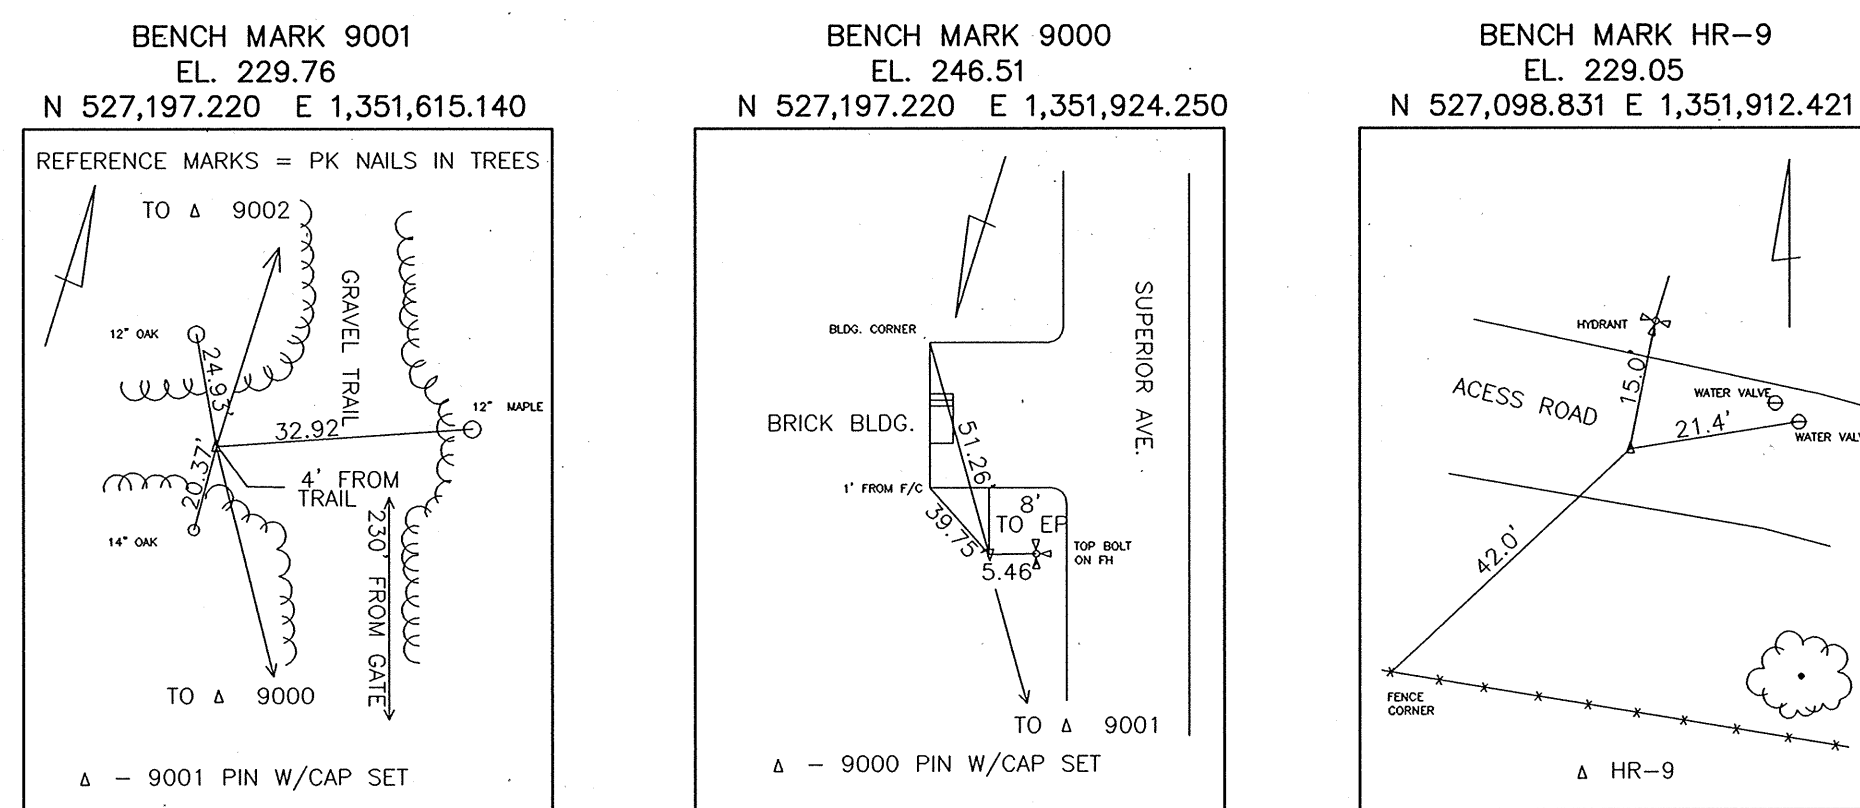 BENCH MARK 9001
EL. 229.76
N 527,197.220 E 1,351,615.140
REFERENCE MARKS = PK NAILS IN TREES
TO Δ 9002
GRAVEL TRAIL
12" OAK
24.93'
12" MAPLE
32.92
20.37'
4' FROM
TRAIL
14" OAK
230' FROM GATE
TO Δ 9000
Δ – 9001 PIN W/CAP SET
BENCH MARK 9000
EL. 246.51
N 527,197.220 E 1,351,924.250
SUPERIOR AVE.
BLDG. CORNER
BRICK BLDG.
51.26'
1' FROM F/C
39.75
8'
TO EP
TOP BOLT
ON FH
5.46
TO Δ 9001
Δ – 9000 PIN W/CAP SET
BENCH MARK HR-9
EL. 229.05
N 527,098.831 E 1,351,912.421
HYDRANT
15.0'
ACESS ROAD
WATER VALVE
21.4'
WATER VAL
42.0'
FENCE
CORNER
Δ HR-9